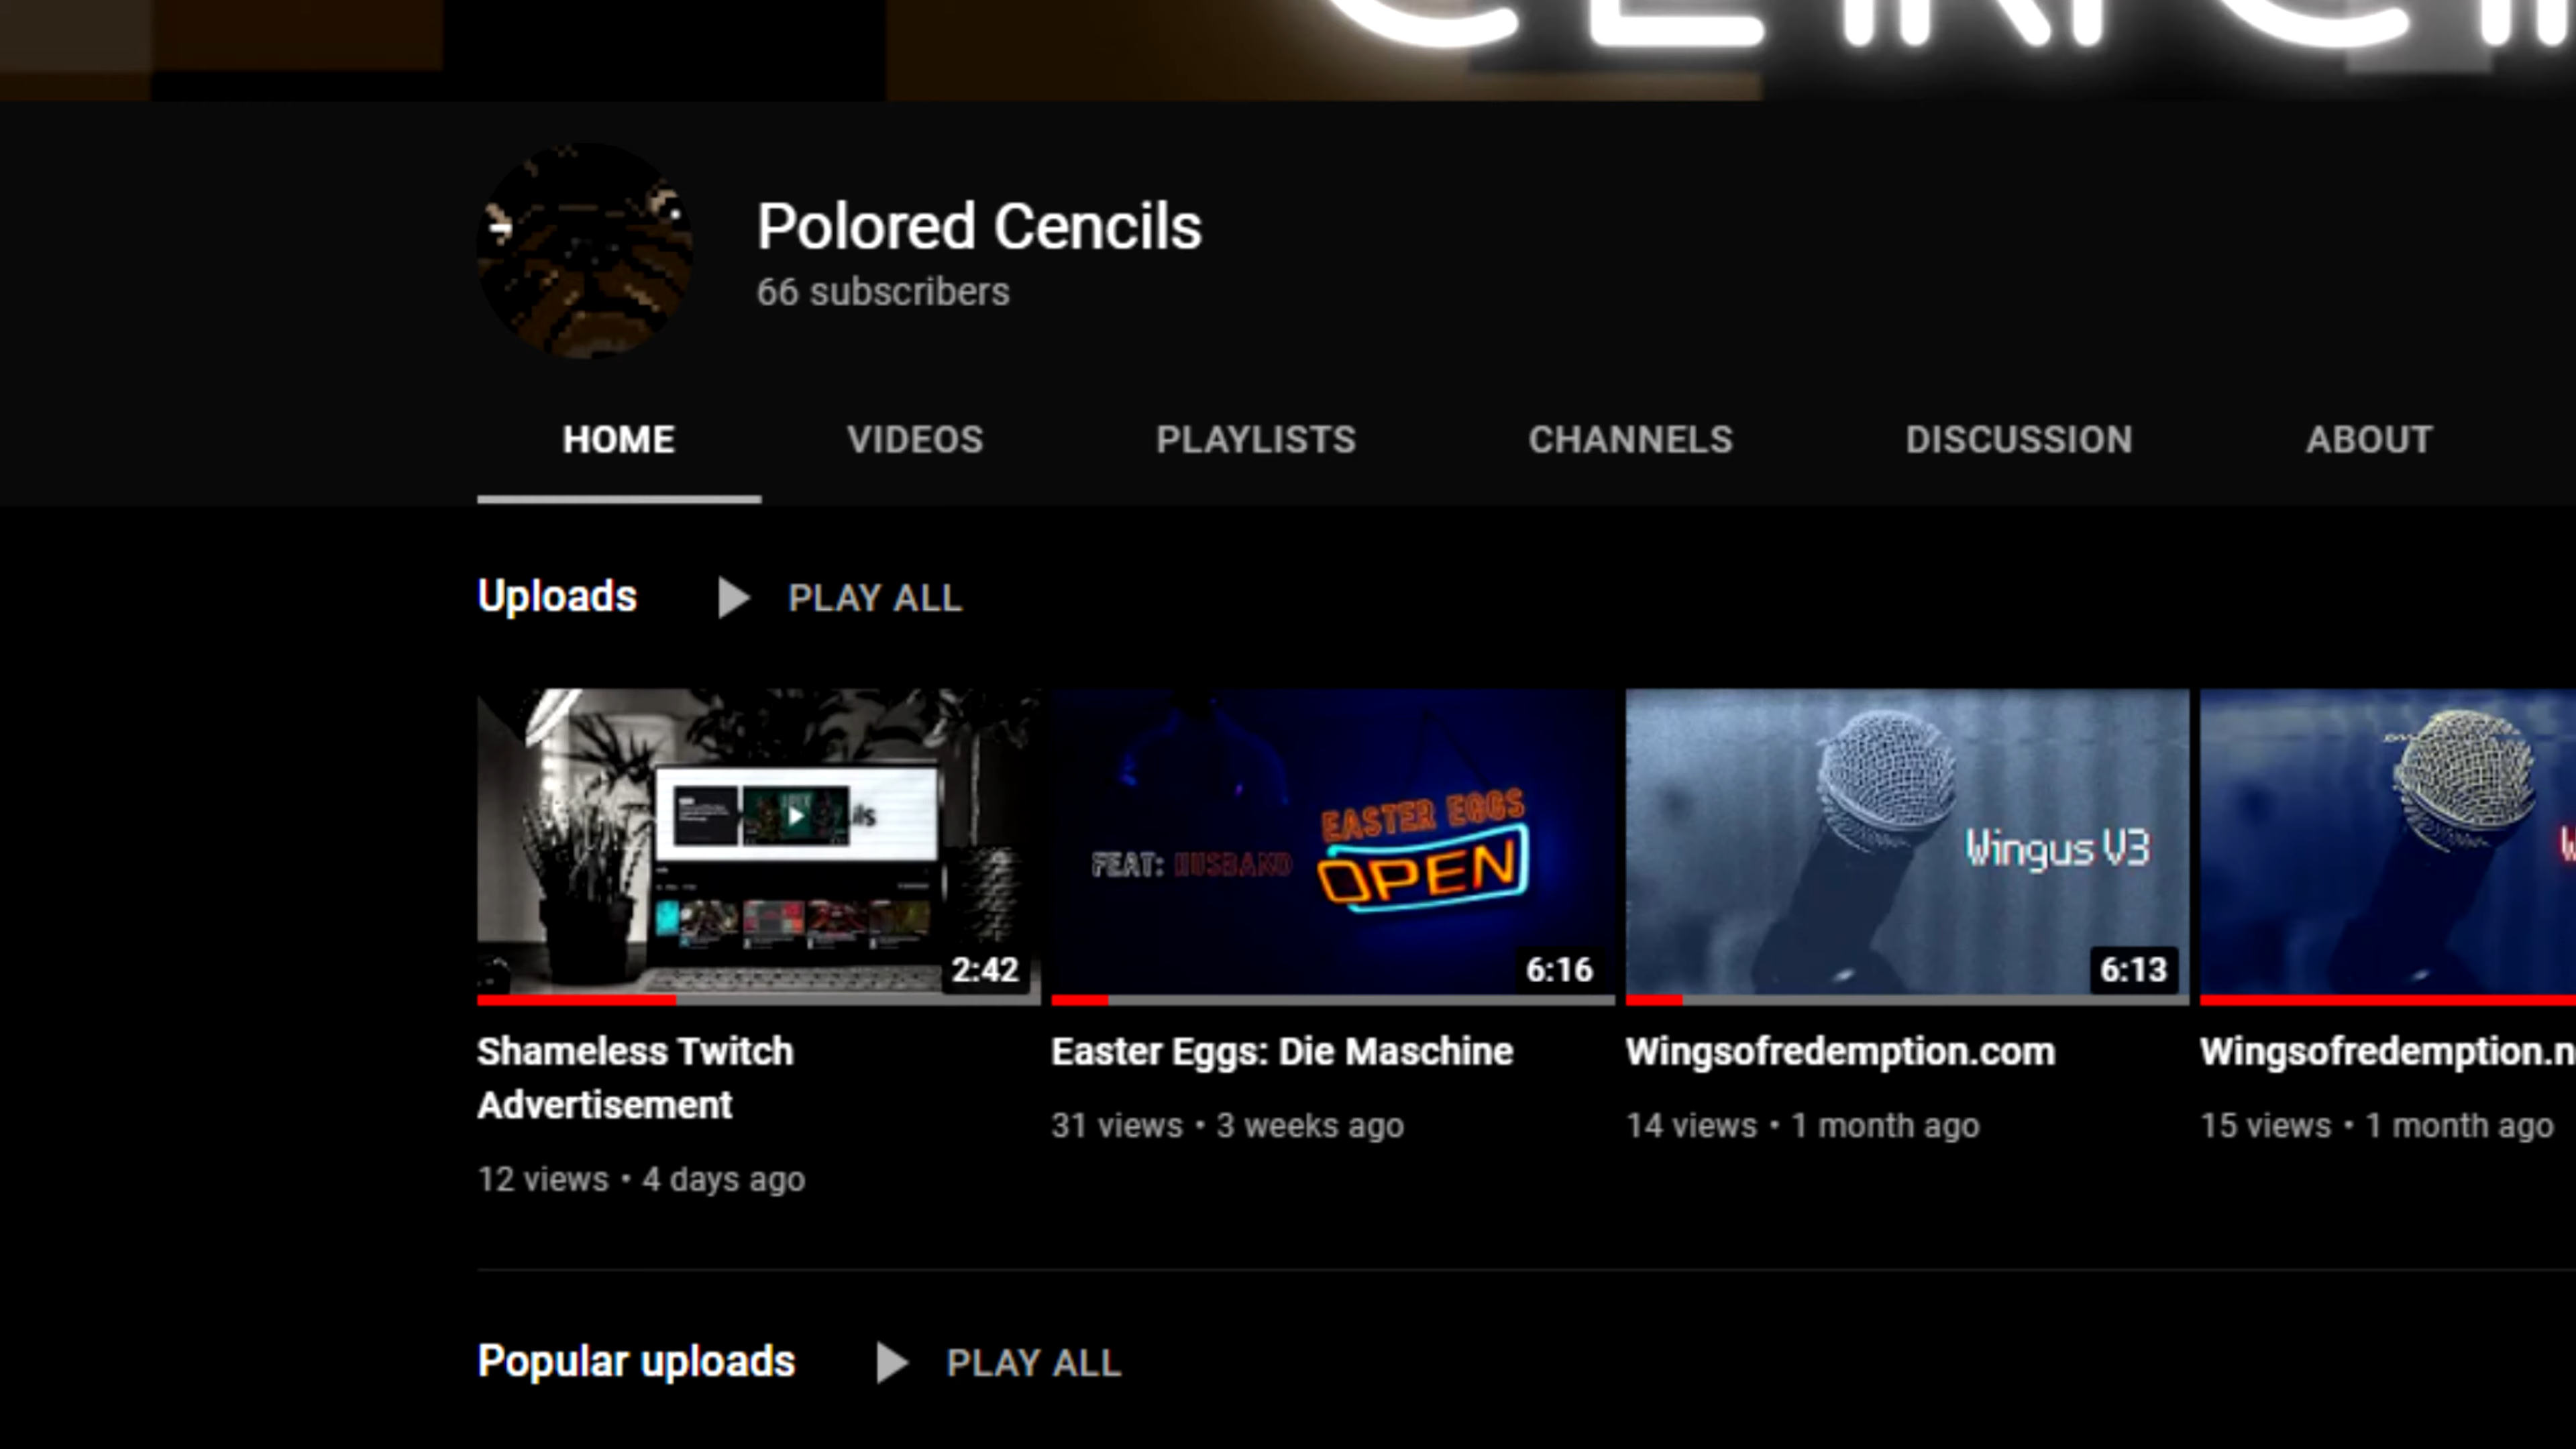 Polored Cencils
66 subscribers
HOME VIDEOS PLAYLISTS CHANNELS DISCUSSION ABOUT
Uploads PLAY ALL
EASTER EGGS
FEAT: HUSBAND OPEN
Wingus V3
2:42 6:16 6:13
Shameless Twitch Easter Eggs: Die Maschine Wingsofredemption.com Wingsofredemption.n
Advertisement
31 views • 3 weeks ago 14 views • 1 month ago 15 views • 1 month ago
12 views • 4 days ago
Popular uploads PLAY ALL